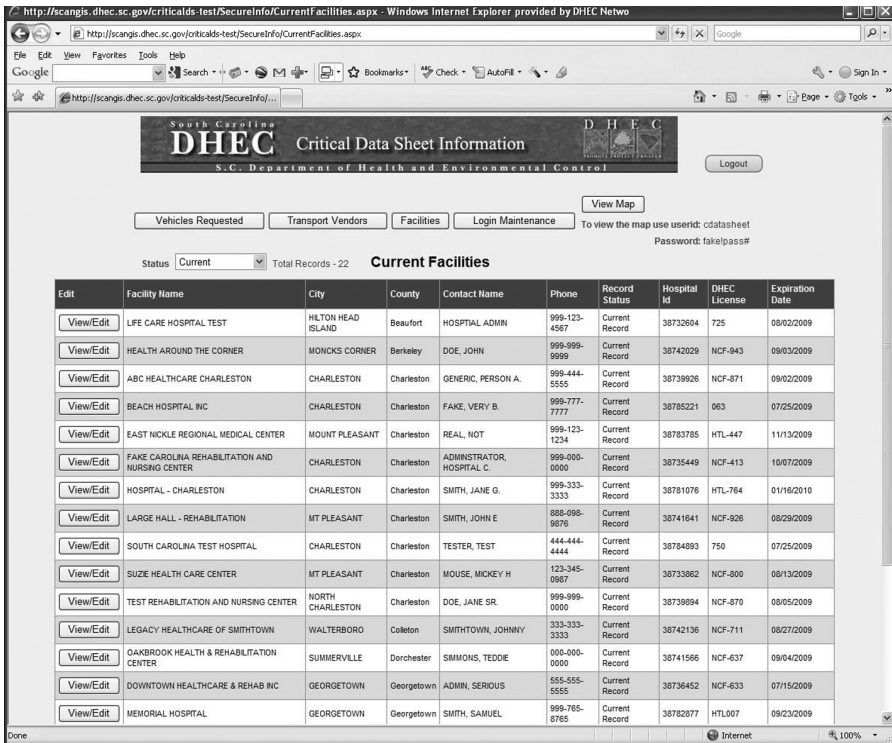 http://scangis.dhec.sc.gov/criticalds-test/SecureInfo/CurrentFacilities.aspx - Windows Internet Explorer provided by DHEC Netwo
http://scangis.dhec.sc.gov/criticalds-test/SecureInfo/CurrentFacilities.aspx Google
File Edit View Favorites Tools Help
Google Search Bookmarks Check AutoFill Sign In
http://scangis.dhec.sc.gov/criticalds-test/SecureInfo/... Page Tools
South Carolina
DHEC Critical Data Sheet Information D H E C
PROMOTE PROTECT PROSPER
S.C. Department of Health and Environmental Control
Logout
View Map
Vehicles Requested Transport Vendors Facilities Login Maintenance To view the map use userid: cdatasheet
Password: fake!pass#
Status Current Total Records - 22 Current Facilities
Edit Facility Name City County Contact Name Phone Record Status Hospital Id DHEC License Expiration Date
View/Edit LIFE CARE HOSPITAL TEST HILTON HEAD ISLAND Beaufort HOSPTIAL ADMIN 999-123-4567 Current Record 38732604 725 08/02/2009
View/Edit HEALTH AROUND THE CORNER MONCKS CORNER Berkeley DOE, JOHN 999-999-9999 Current Record 38742029 NCF-943 09/03/2009
View/Edit ABC HEALTHCARE CHARLESTON CHARLESTON Charleston GENERIC, PERSON A. 999-444-5555 Current Record 38739926 NCF-871 09/02/2009
View/Edit BEACH HOSPITAL INC CHARLESTON Charleston FAKE, VERY B. 999-777-7777 Current Record 38785221 063 07/25/2009
View/Edit EAST NICKLE REGIONAL MEDICAL CENTER MOUNT PLEASANT Charleston REAL, NOT 999-123-1234 Current Record 38783785 HTL-447 11/13/2009
View/Edit FAKE CAROLINA REHABILITATION AND NURSING CENTER CHARLESTON Charleston ADMINSTRATOR, HOSPITAL C. 999-000-0000 Current Record 38735449 NCF-413 10/07/2009
View/Edit HOSPITAL - CHARLESTON CHARLESTON Charleston SMITH, JANE G. 999-333-3333 Current Record 38781076 HTL-764 01/16/2010
View/Edit LARGE HALL - REHABILITATION MT PLEASANT Charleston SMITH, JOHN E 888-098-9876 Current Record 38741641 NCF-926 08/29/2009
View/Edit SOUTH CAROLINA TEST HOSPITAL CHARLESTON Charleston TESTER, TEST 444-444-4444 Current Record 38784893 750 07/25/2009
View/Edit SUZIE HEALTH CARE CENTER MT PLEASANT Charleston MOUSE, MICKEY H 123-345-0987 Current Record 38733862 NCF-800 08/13/2009
View/Edit TEST REHABILITATION AND NURSING CENTER NORTH CHARLESTON Charleston DOE, JANE SR. 999-999-0000 Current Record 38739894 NCF-870 08/05/2009
View/Edit LEGACY HEALTHCARE OF SMITHTOWN WALTERBORO Colleton SMITHTOWN, JOHNNY 333-333-3333 Current Record 38742136 NCF-711 08/27/2009
View/Edit OAKBROOK HEALTH & REHABILITATION CENTER SUMMERVILLE Dorchester SIMMONS, TEDDIE 000-000-0000 Current Record 38741566 NCF-637 09/04/2009
View/Edit DOWNTOWN HEALTHCARE & REHAB INC GEORGETOWN Georgetown ADMIN, SERIOUS 555-555-5555 Current Record 38736452 NCF-633 07/15/2009
View/Edit MEMORIAL HOSPITAL GEORGETOWN Georgetown SMITH, SAMUEL 999-765-8765 Current Record 38782877 HTL007 09/23/2009
Done Internet 100%